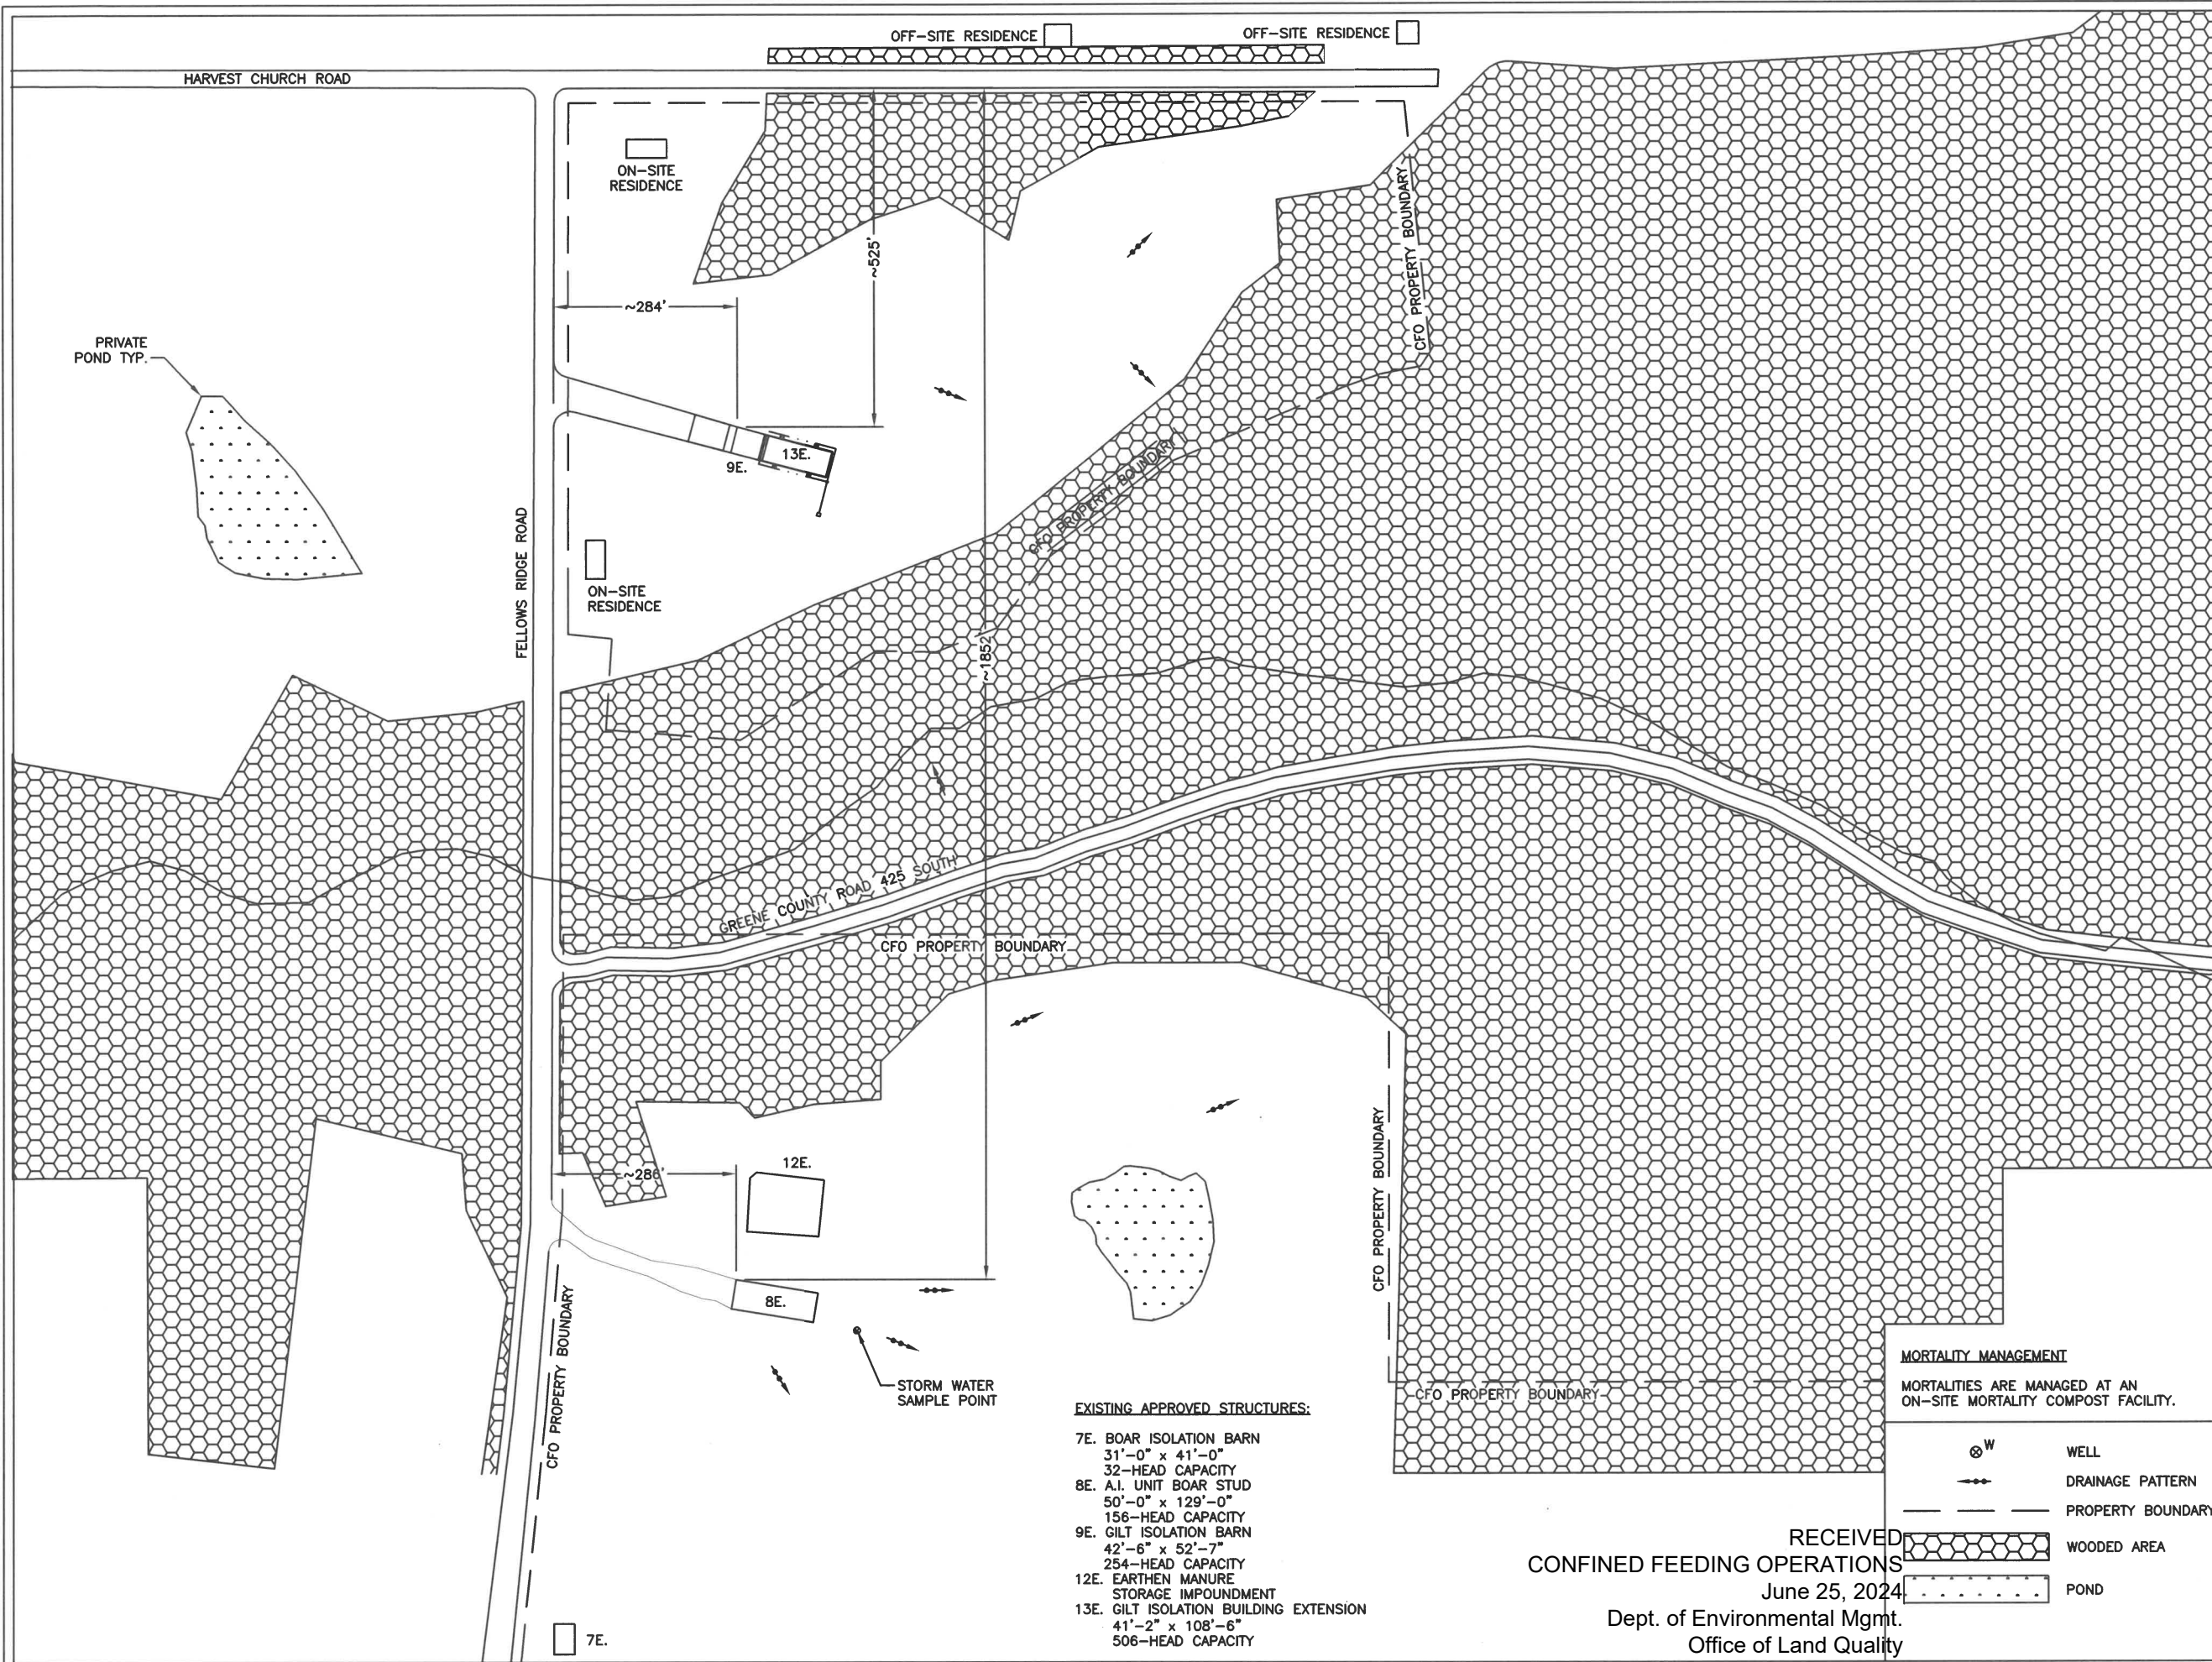 OFF-SITE RESIDENCE
OFF-SITE RESIDENCE
HARVEST CHURCH ROAD
ON-SITE
RESIDENCE
CFO PROPERTY BOUNDARY
~525'
~284'
PRIVATE
POND TYP.
13E.
9E.
CFO PROPERTY BOUNDARY
FELLOWS RIDGE ROAD
ON-SITE
RESIDENCE
~1852'
GREENE COUNTY ROAD 425 SOUTH
CFO PROPERTY BOUNDARY
CFO PROPERTY BOUNDARY
~286'
12E.
8E.
CFO PROPERTY BOUNDARY
STORM WATER
SAMPLE POINT
CFO PROPERTY BOUNDARY
EXISTING APPROVED STRUCTURES:
7E. BOAR ISOLATION BARN
31'-0" x 41'-0"
32-HEAD CAPACITY
8E. A.I. UNIT BOAR STUD
50'-0" x 129'-0"
156-HEAD CAPACITY
9E. GILT ISOLATION BARN
42'-6" x 52'-7"
254-HEAD CAPACITY
12E. EARTHEN MANURE
STORAGE IMPOUNDMENT
13E. GILT ISOLATION BUILDING EXTENSION
41'-2" x 108'-6"
506-HEAD CAPACITY
7E.
MORTALITY MANAGEMENT
MORTALITIES ARE MANAGED AT AN
ON-SITE MORTALITY COMPOST FACILITY.
W WELL
DRAINAGE PATTERN
PROPERTY BOUNDARY
WOODED AREA
POND
RECEIVED
CONFINED FEEDING OPERATIONS
June 25, 2024
Dept. of Environmental Mgmt.
Office of Land Quality